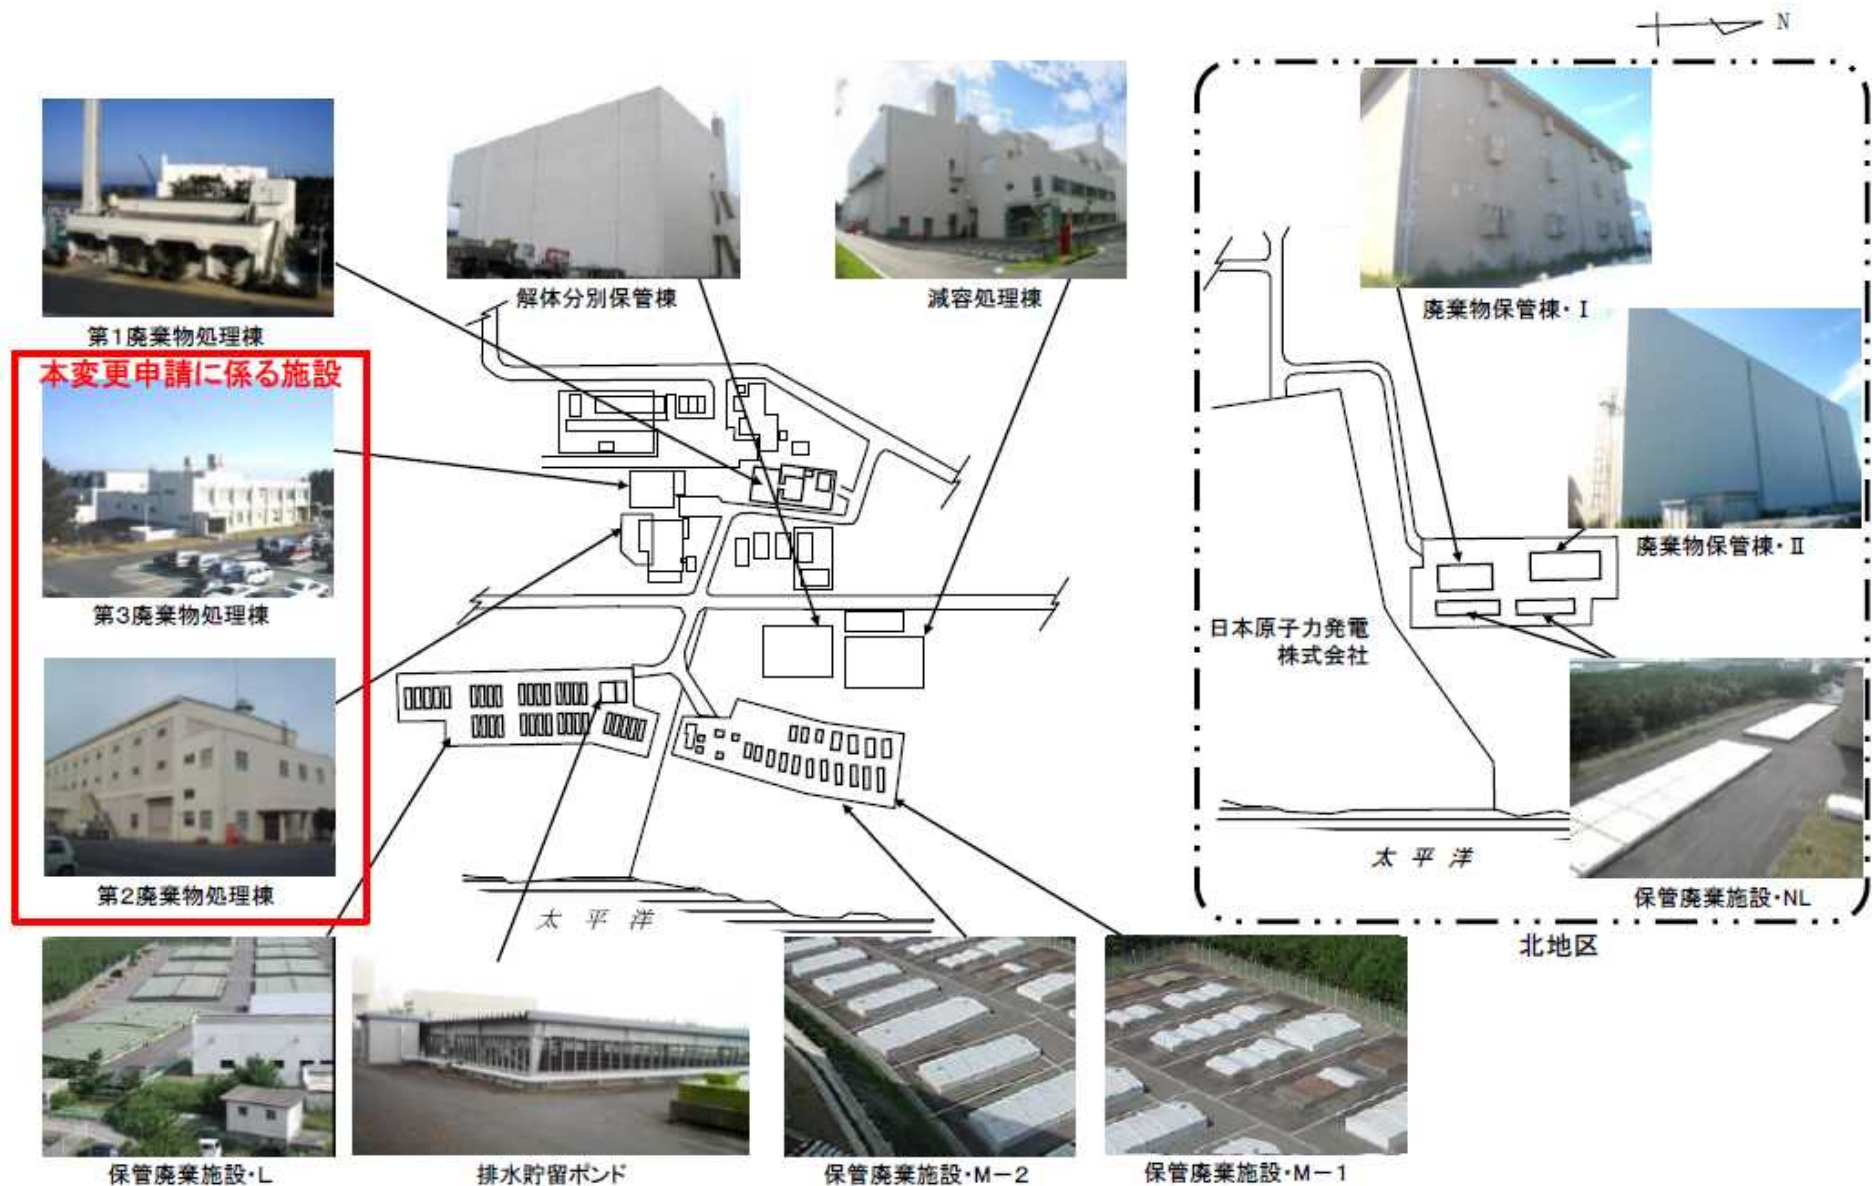 N
解体分別保管棟
減容処理棟
廃棄物保管棟・Ⅰ
第1廃棄物処理棟
本変更申請に係る施設
廃棄物保管棟・Ⅱ
第3廃棄物処理棟
日本原子力発電
株式会社
太平洋
第2廃棄物処理棟
保管廃棄施設・NL
太平洋
北地区
保管廃棄施設・L
排水貯留ポンド
保管廃棄施設・M－2
保管廃棄施設・M－1